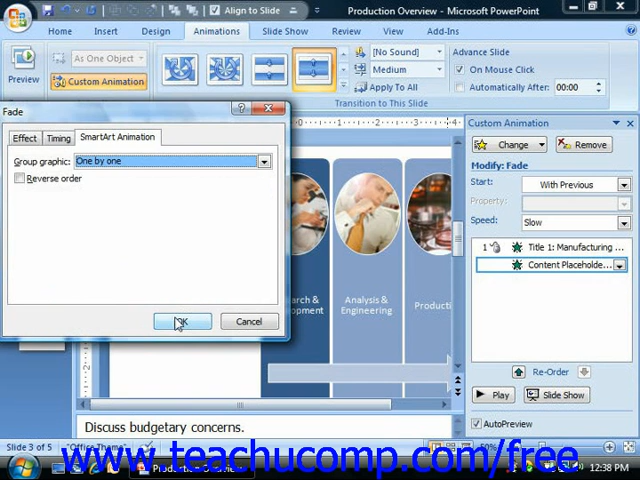 Align to Slide
Production Overview - Microsoft PowerPoint
Home Insert Design Animations Slide Show Review View Add-Ins
As One Object
Preview
Custom Animation
[No Sound]
Medium
Apply To All
Advance Slide
On Mouse Click
Automatically After: 00:00
Transition to This Slide
Fade
Effect Timing SmartArt Animation
Group graphic: One by one
Reverse order
OK Cancel
Analysis &
Engineering
Custom Animation
Change Remove
Modify: Fade
Start: With Previous
Property:
Speed: Slow
1 Title 1: Manufacturing ...
Content Placeholde...
Re-Order
Play Slide Show
AutoPreview
Discuss budgetary concerns.
Slide 3 of 5 "Office Theme" 50%
www.teachucomp.com/free
12:38 PM